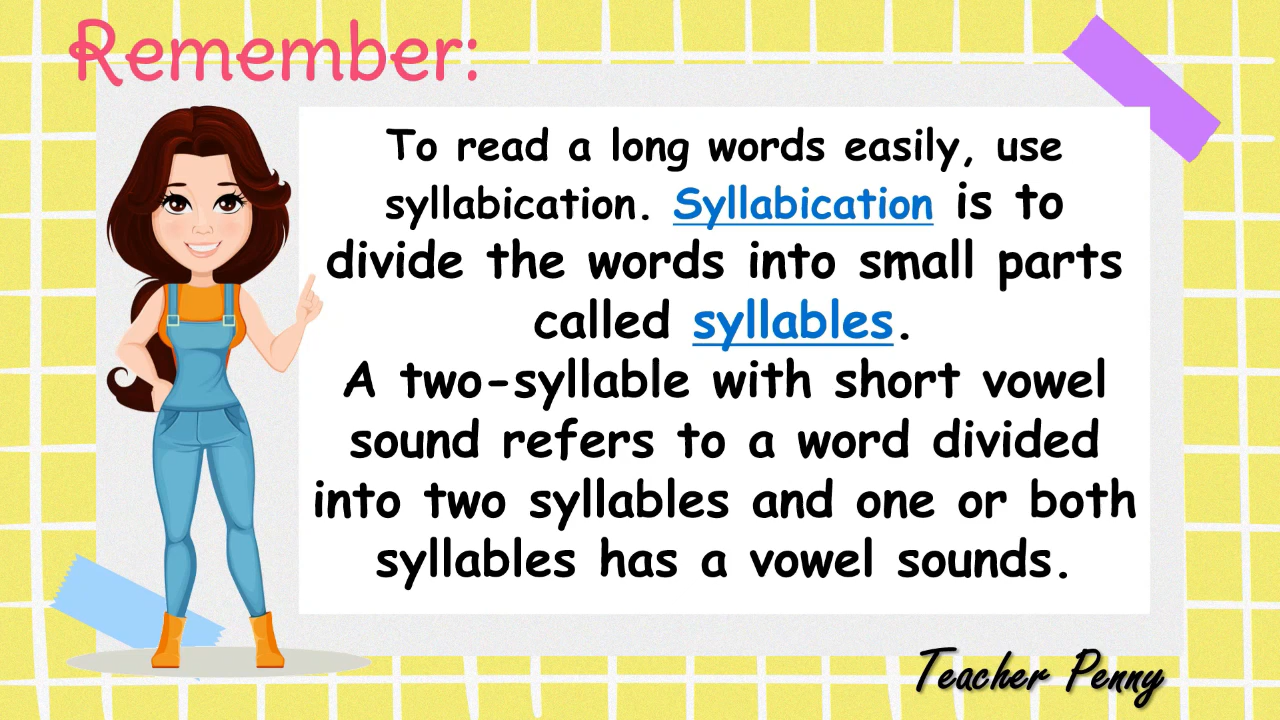 Remember:
To read a long words easily, use
syllabication. Syllabication is to
divide the words into small parts
called syllables.
A two-syllable with short vowel
sound refers to a word divided
into two syllables and one or both
syllables has a vowel sounds.
Teacher Penny